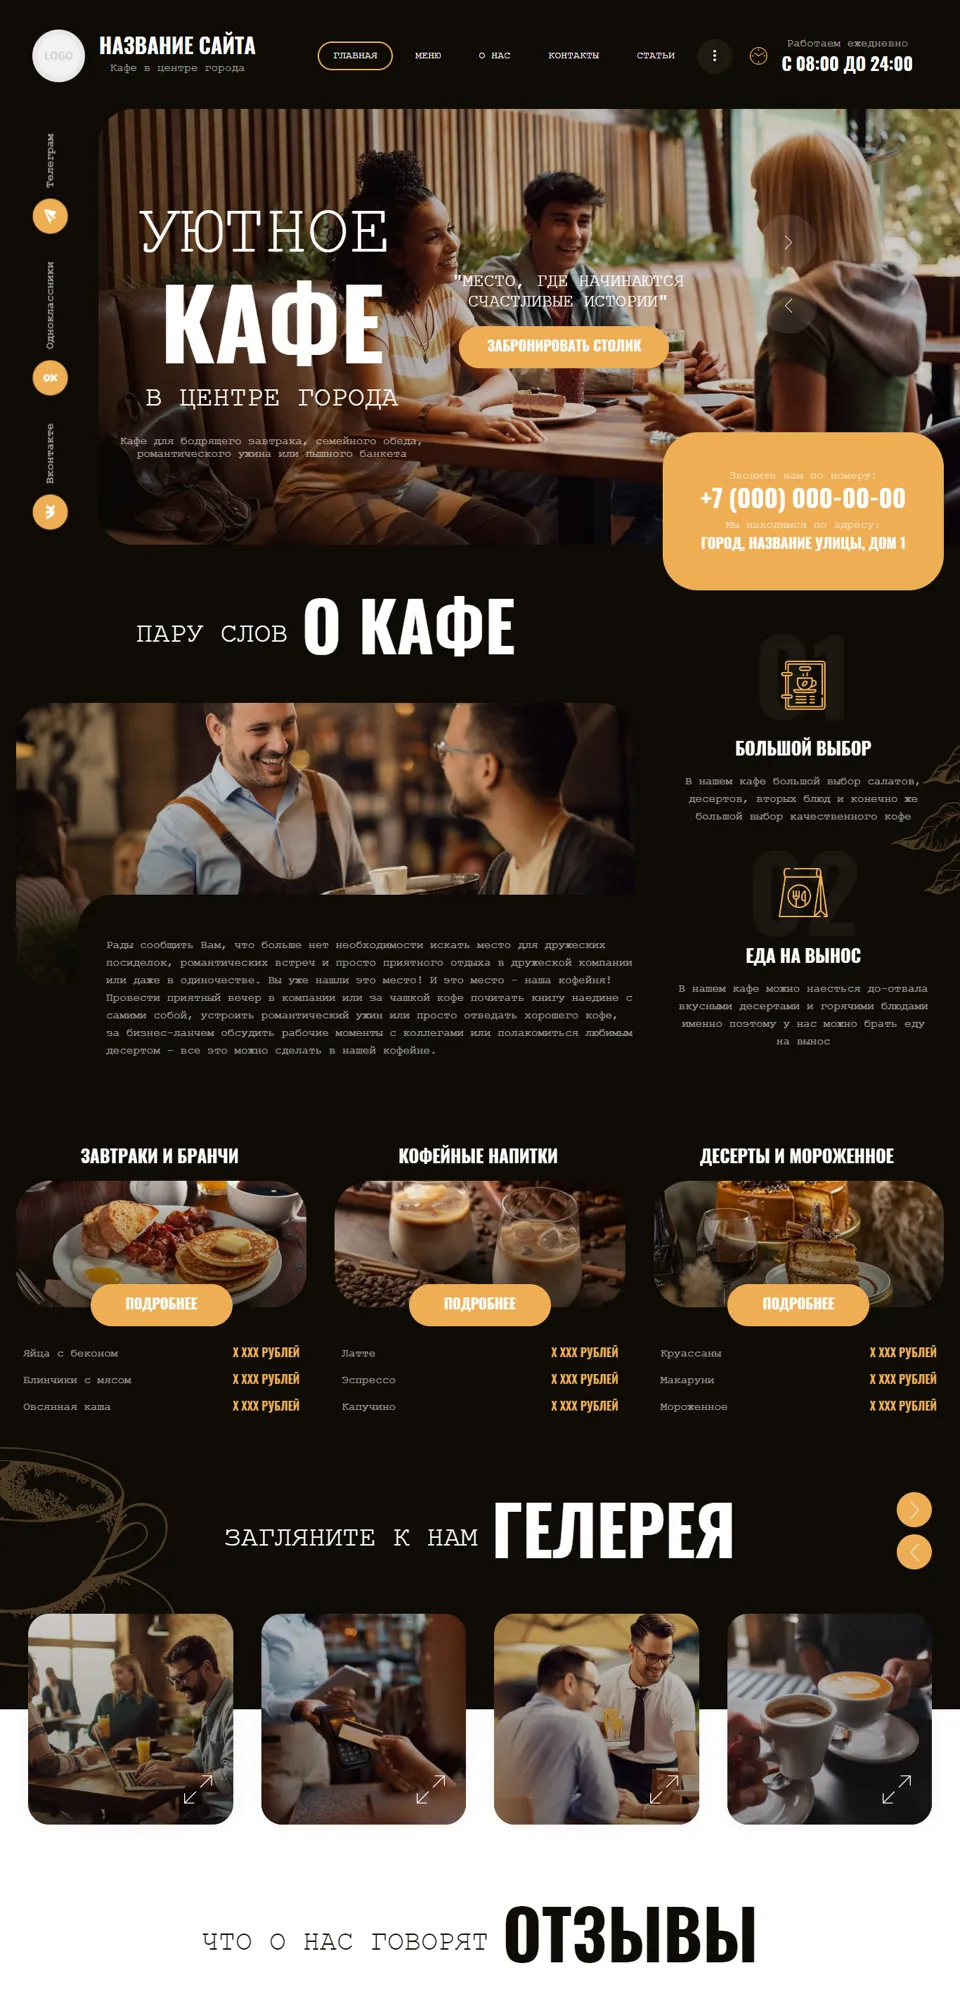 LOGO
НАЗВАНИЕ САЙТА
Кафе в центре города
ГЛАВНАЯ
МЕНЮ
О НАС
КОНТАКТЫ
СТАТЬИ
Работаем ежедневно
С 08:00 ДО 24:00
Телеграм
Одноклассники
Вконтакте
УЮТНОЕ
КАФЕ
В ЦЕНТРЕ ГОРОДА
Кафе для бодрящего завтрака, семейного обеда,
романтического ужина или пышного банкета
"МЕСТО, ГДЕ НАЧИНАЮТСЯ
СЧАСТЛИВЫЕ ИСТОРИИ"
ЗАБРОНИРОВАТЬ СТОЛИК
Звоните нам по номеру:
+7 (000) 000-00-00
Мы находимся по адресу:
ГОРОД, НАЗВАНИЕ УЛИЦЫ, ДОМ 1
ПАРУ СЛОВ О КАФЕ
Рады сообщить Вам, что больше нет необходимости искать место для дружеских
посиделок, романтических встреч и просто приятного отдыха в дружеской компании
или даже в одиночестве. Вы уже нашли это место! И это место - наша кофейня!
Провести приятный вечер в компании или за чашкой кофе почитать книгу наедине с
самими собой, устроить романтический ужин или просто отведать хорошего кофе,
за бизнес-ланчем обсудить рабочие моменты с коллегами или полакомиться любимым
десертом - все это можно сделать в нашей кофейне.
01
БОЛЬШОЙ ВЫБОР
В нашем кафе большой выбор салатов,
десертов, вторых блюд и конечно же
большой выбор качественного кофе
02
ЕДА НА ВЫНОС
В нашем кафе можно наесться до-отвала
вкусными десертами и горячими блюдами
именно поэтому у нас можно брать еду
на вынос
ЗАВТРАКИ И БРАНЧИ
ПОДРОБНЕЕ
Яйца с беконом Х ХХХ РУБЛЕЙ
Блинчики с мясом Х ХХХ РУБЛЕЙ
Овсянная каша Х ХХХ РУБЛЕЙ
КОФЕЙНЫЕ НАПИТКИ
ПОДРОБНЕЕ
Латте Х ХХХ РУБЛЕЙ
Эспрессо Х ХХХ РУБЛЕЙ
Капучино Х ХХХ РУБЛЕЙ
ДЕСЕРТЫ И МОРОЖЕННОЕ
ПОДРОБНЕЕ
Круассаны Х ХХХ РУБЛЕЙ
Макаруни Х ХХХ РУБЛЕЙ
Мороженное Х ХХХ РУБЛЕЙ
ЗАГЛЯНИТЕ К НАМ ГЕЛЕРЕЯ
ЧТО О НАС ГОВОРЯТ ОТЗЫВЫ